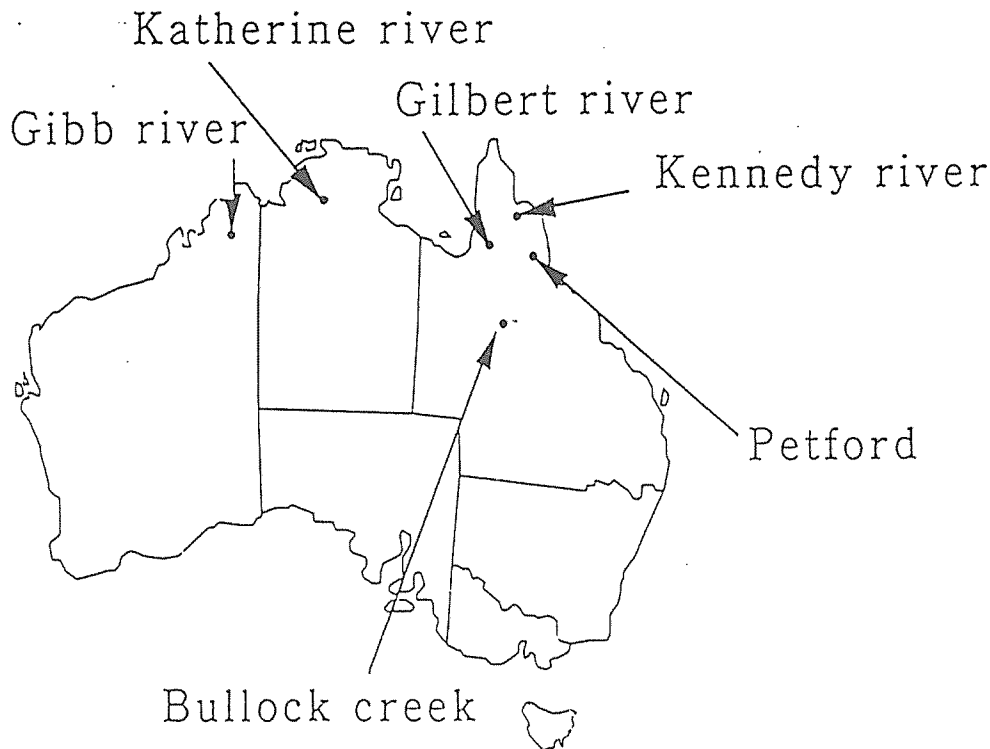 Katherine river
Gilbert river
Gibb river
Kennedy river
Petford
Bullock creek